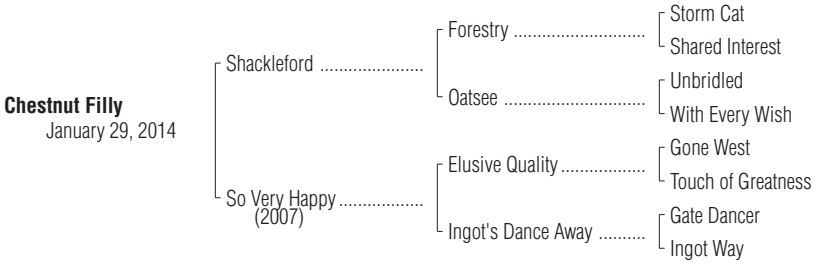 Storm Cat
Forestry ............................
Shared Interest
Shackleford ......................
Unbridled
Oatsee ..............................
With Every Wish
Chestnut Filly
January 29, 2014
Gone West
Elusive Quality ..................
Touch of Greatness
So Very Happy ..................
(2007)
Gate Dancer
Ingot's Dance Away ..........
Ingot Way